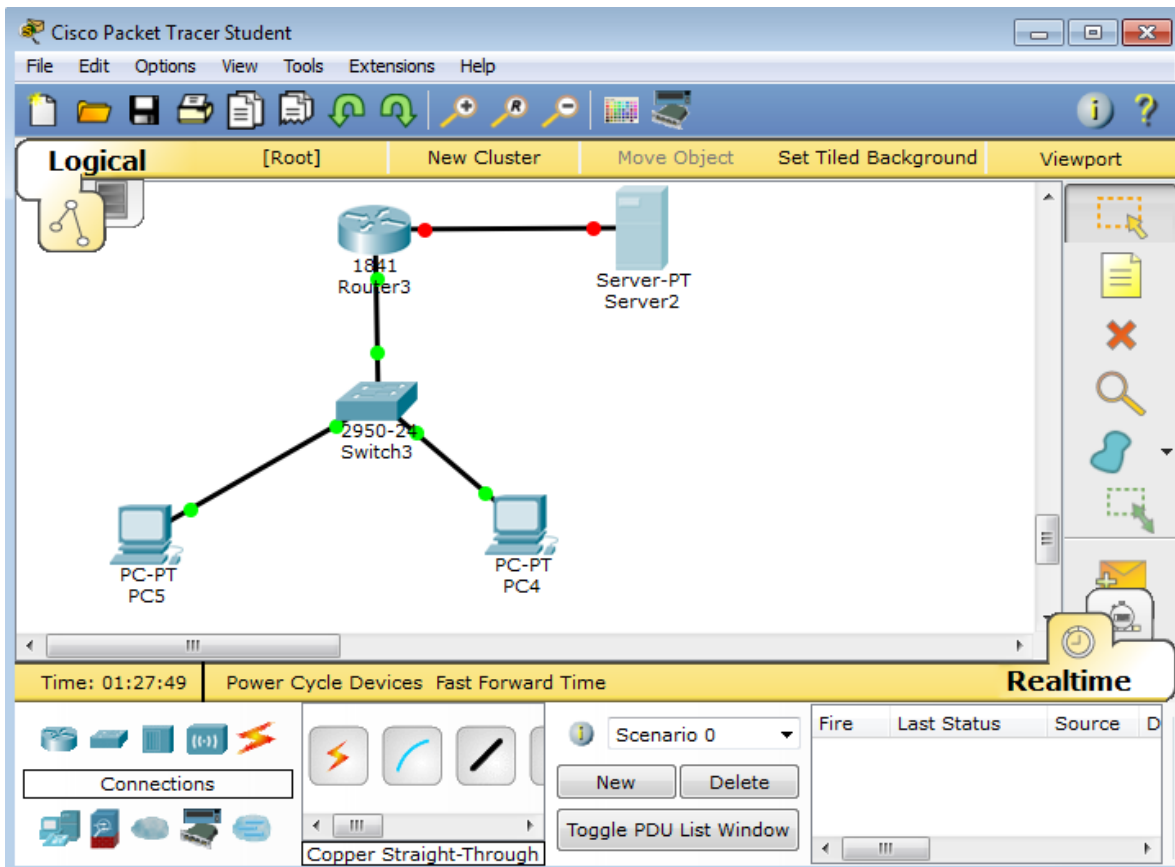 Cisco Packet Tracer Student
File Edit Options View Tools Extensions Help
Logical [Root] New Cluster Move Object Set Tiled Background Viewport
1841
Router3
Server-PT
Server2
2950-24
Switch3
PC-PT
PC5
PC-PT
PC4
Time: 01:27:49 Power Cycle Devices Fast Forward Time Realtime
Connections
Copper Straight-Through
Scenario 0
New Delete
Toggle PDU List Window
Fire Last Status Source D